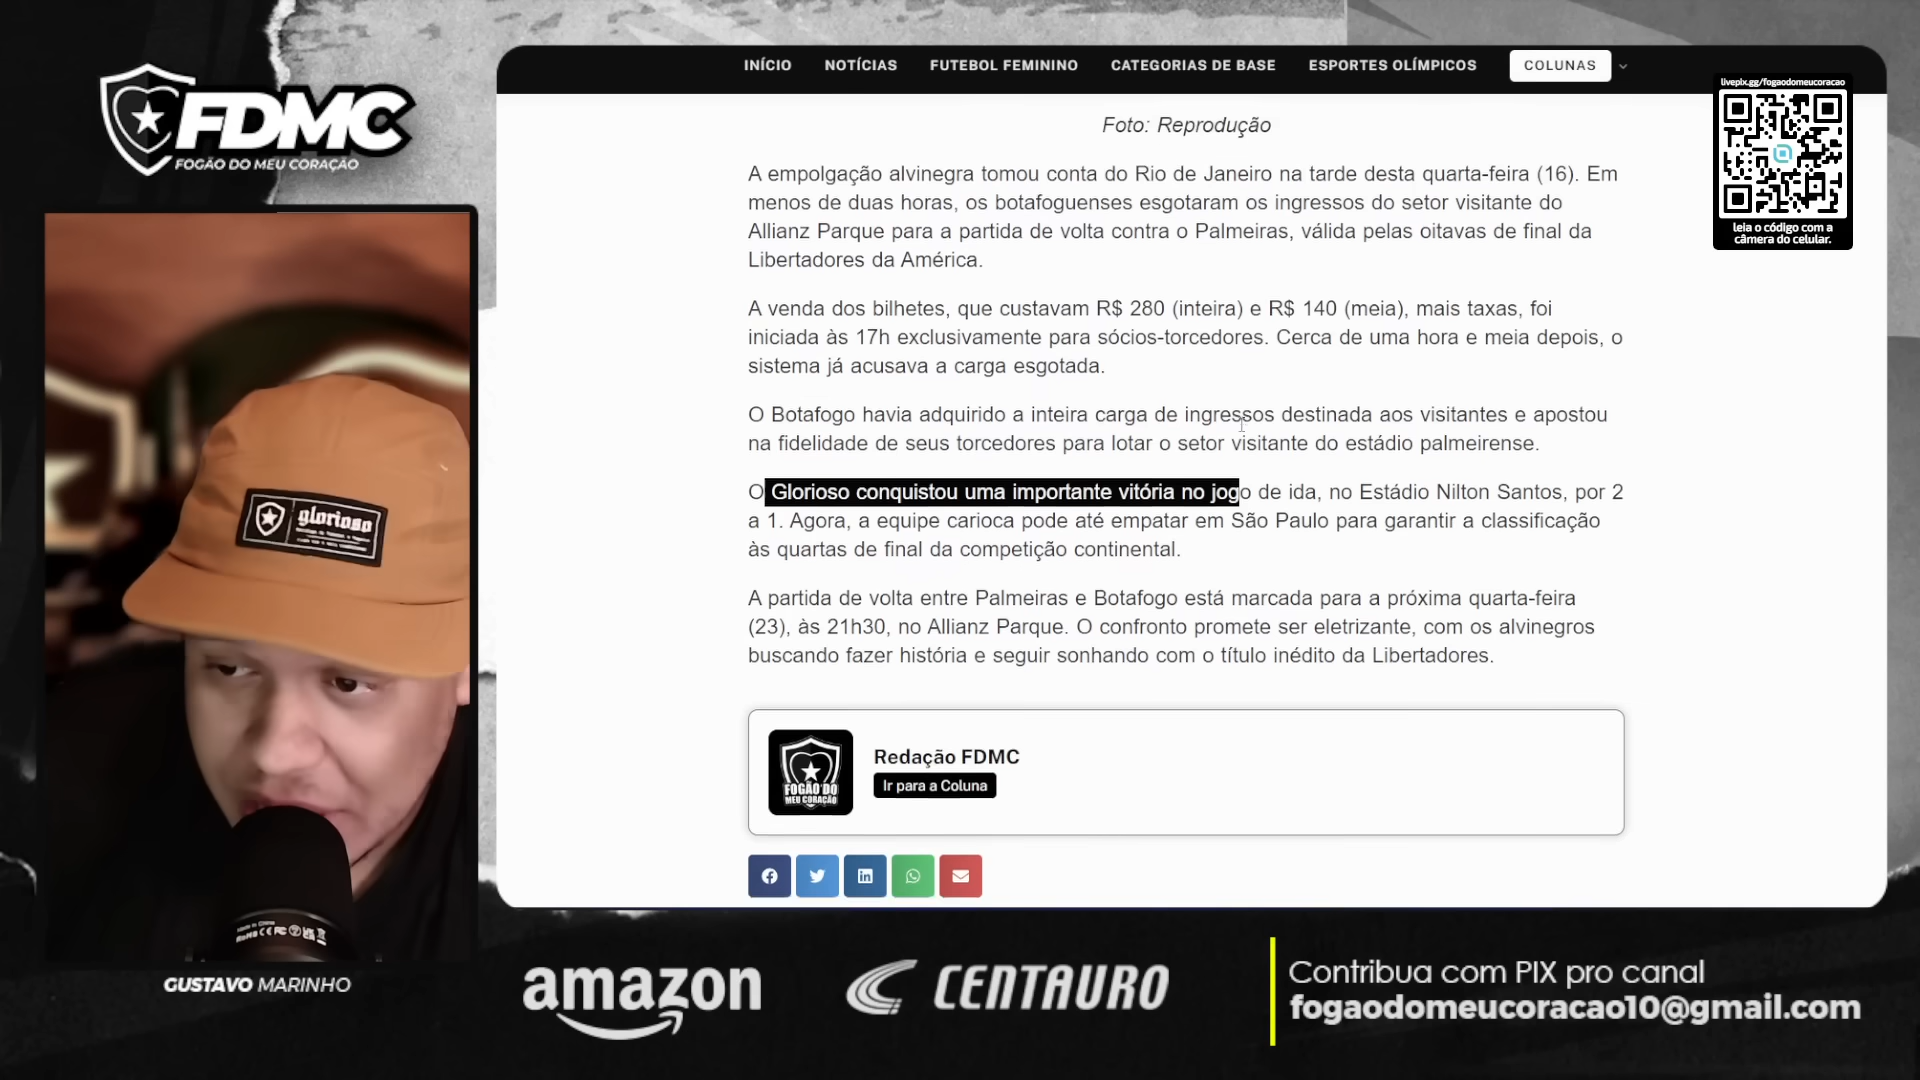 FDMC
FOGÃO DO MEU CORAÇÃO
INÍCIO NOTÍCIAS FUTEBOL FEMININO CATEGORIAS DE BASE ESPORTES OLÍMPICOS COLUNAS
livepix.gg/fogaodomeucoracao
leia o código com a
câmera do celular.
Foto: Reprodução
A empolgação alvinegra tomou conta do Rio de Janeiro na tarde desta quarta-feira (16). Em
menos de duas horas, os botafoguenses esgotaram os ingressos do setor visitante do
Allianz Parque para a partida de volta contra o Palmeiras, válida pelas oitavas de final da
Libertadores da América.
A venda dos bilhetes, que custavam R$ 280 (inteira) e R$ 140 (meia), mais taxas, foi
iniciada às 17h exclusivamente para sócios-torcedores. Cerca de uma hora e meia depois, o
sistema já acusava a carga esgotada.
O Botafogo havia adquirido a inteira carga de ingressos destinada aos visitantes e apostou
na fidelidade de seus torcedores para lotar o setor visitante do estádio palmeirense.
O Glorioso conquistou uma importante vitória no jogo de ida, no Estádio Nilton Santos, por 2
a 1. Agora, a equipe carioca pode até empatar em São Paulo para garantir a classificação
às quartas de final da competição continental.
A partida de volta entre Palmeiras e Botafogo está marcada para a próxima quarta-feira
(23), às 21h30, no Allianz Parque. O confronto promete ser eletrizante, com os alvinegros
buscando fazer história e seguir sonhando com o título inédito da Libertadores.
FOGÃO DO
MEU CORAÇÃO
Redação FDMC
Ir para a Coluna
glorioso
GUSTAVO MARINHO
amazon
CENTAURO
Contribua com PIX pro canal
fogaodomeucoracao10@gmail.com